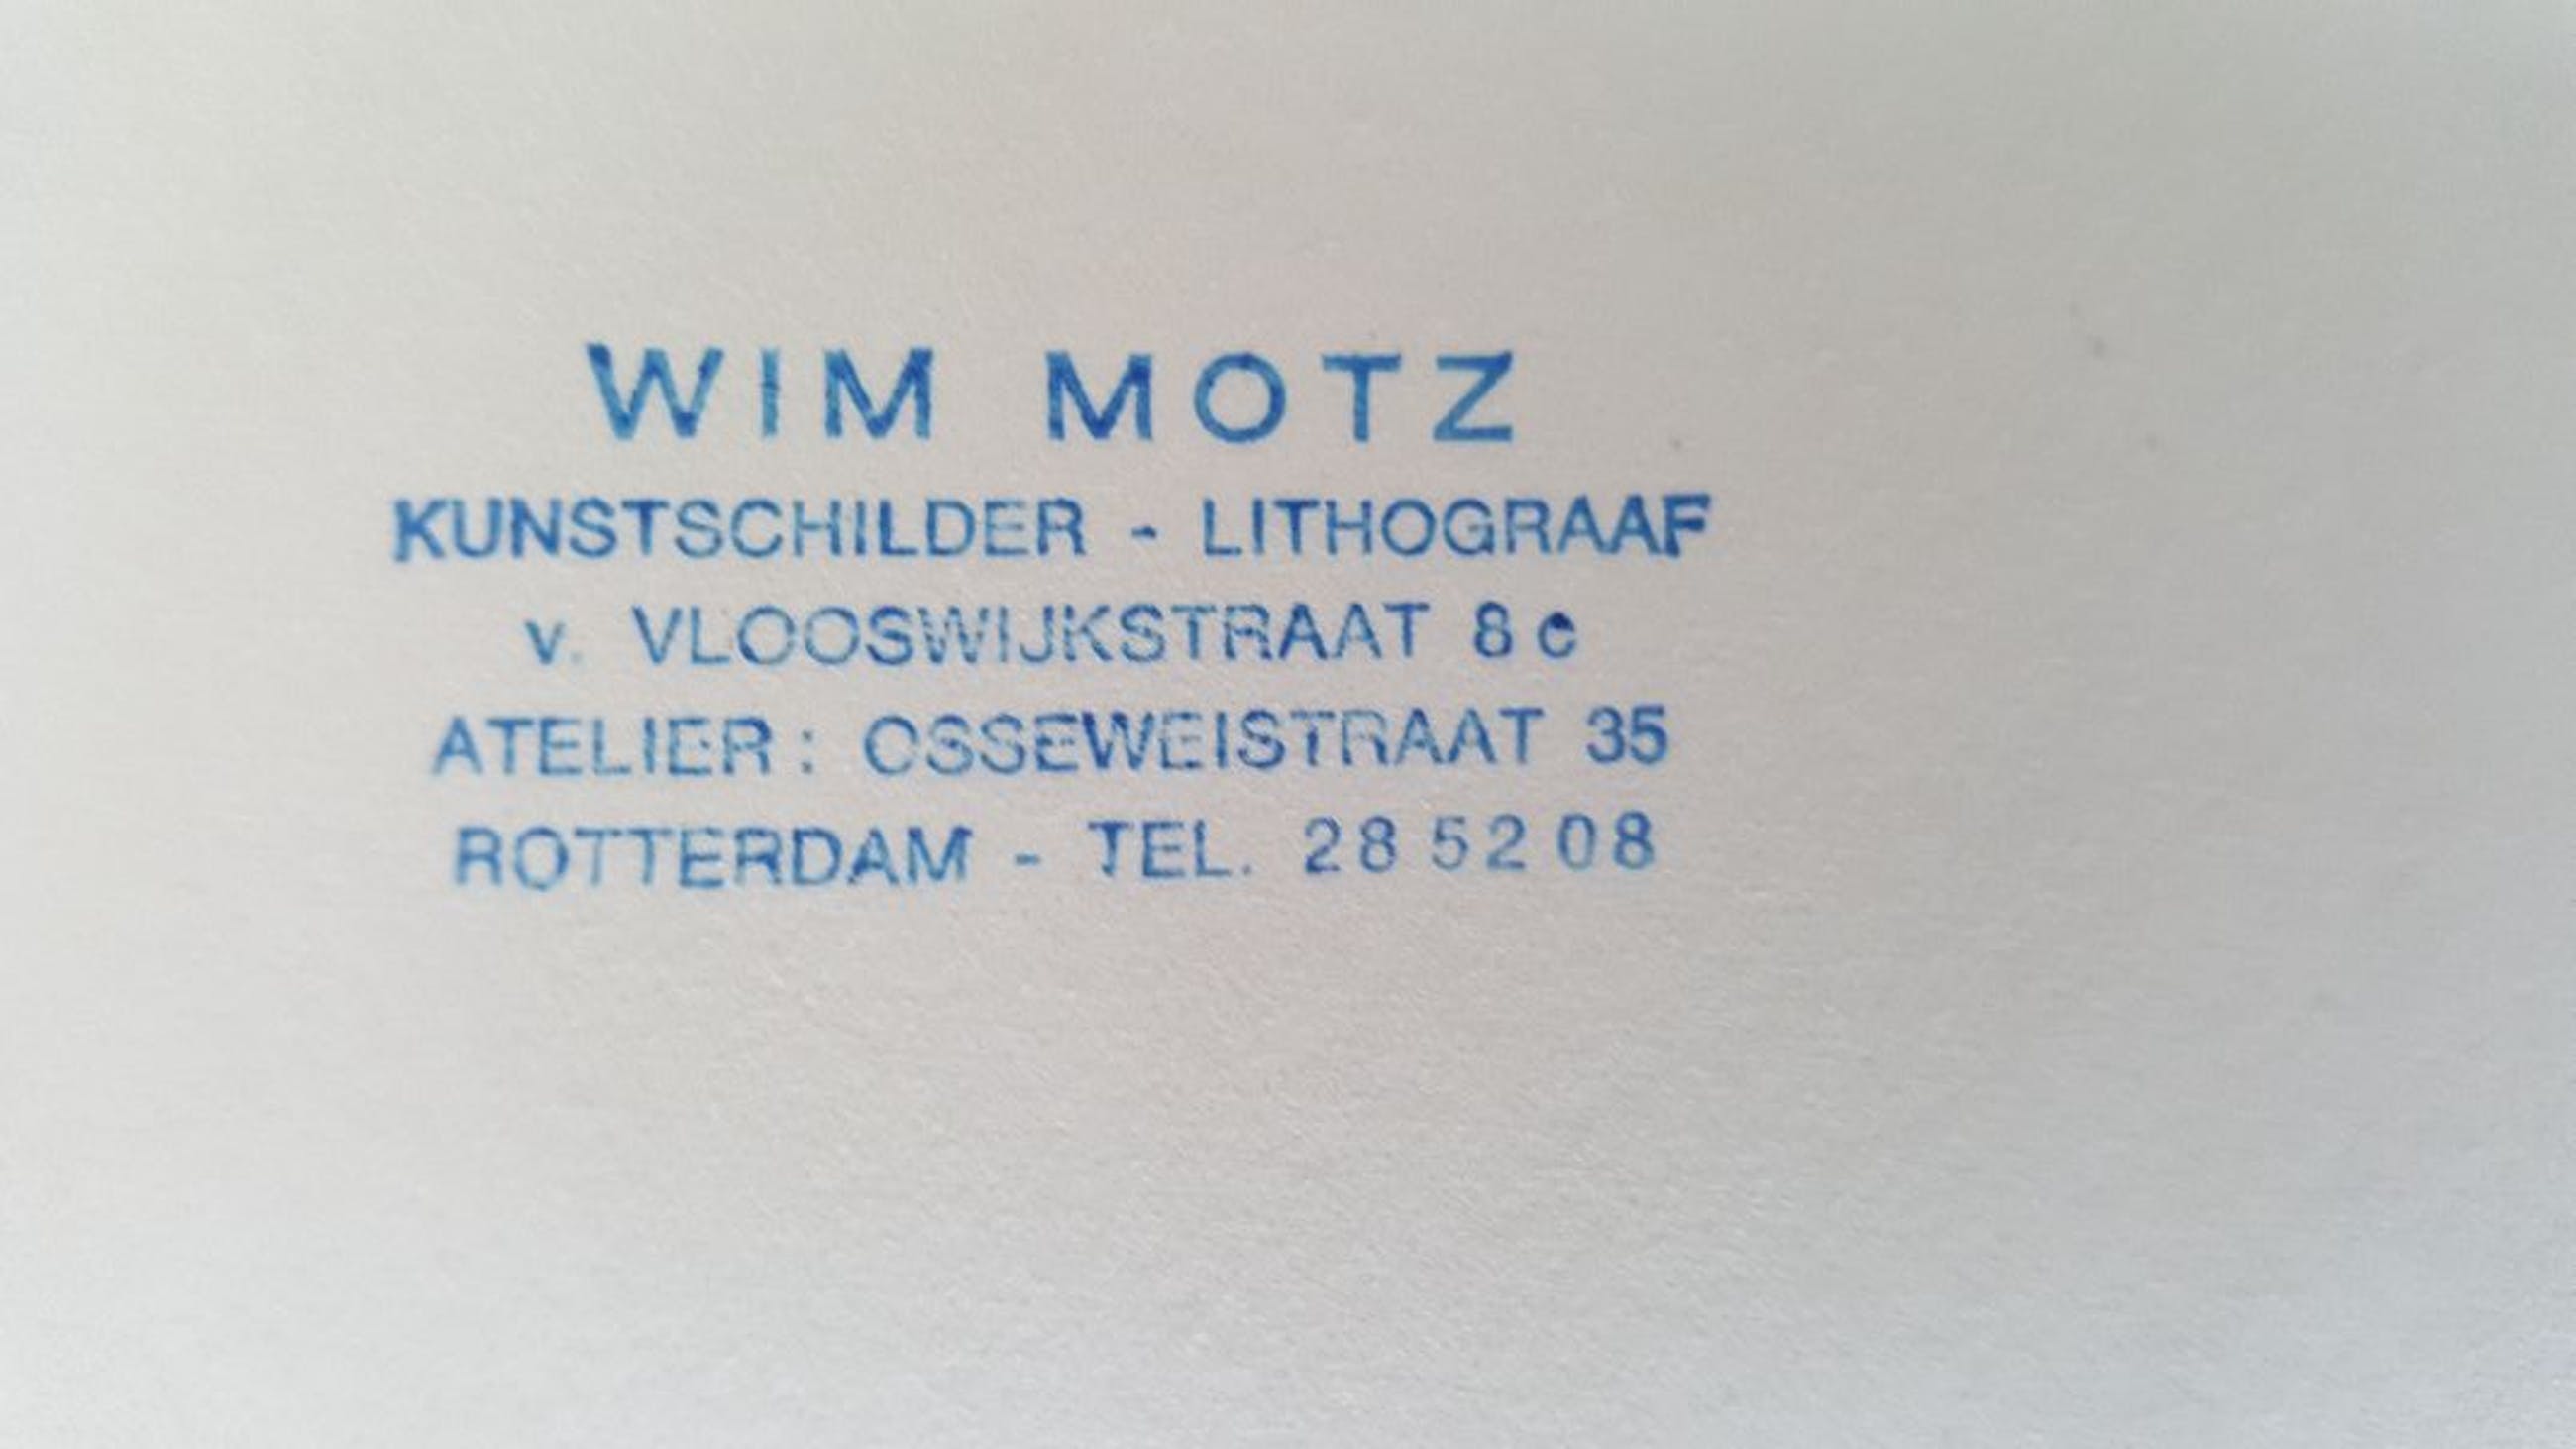 WIM MOTZ
KUNSTSCHILDER - LITHOGRAAF
v. VLOOSWIJKSTRAAT 8c
ATELIER: OSSEWEISTRAAT 35
ROTTERDAM - TEL. 28 52 08